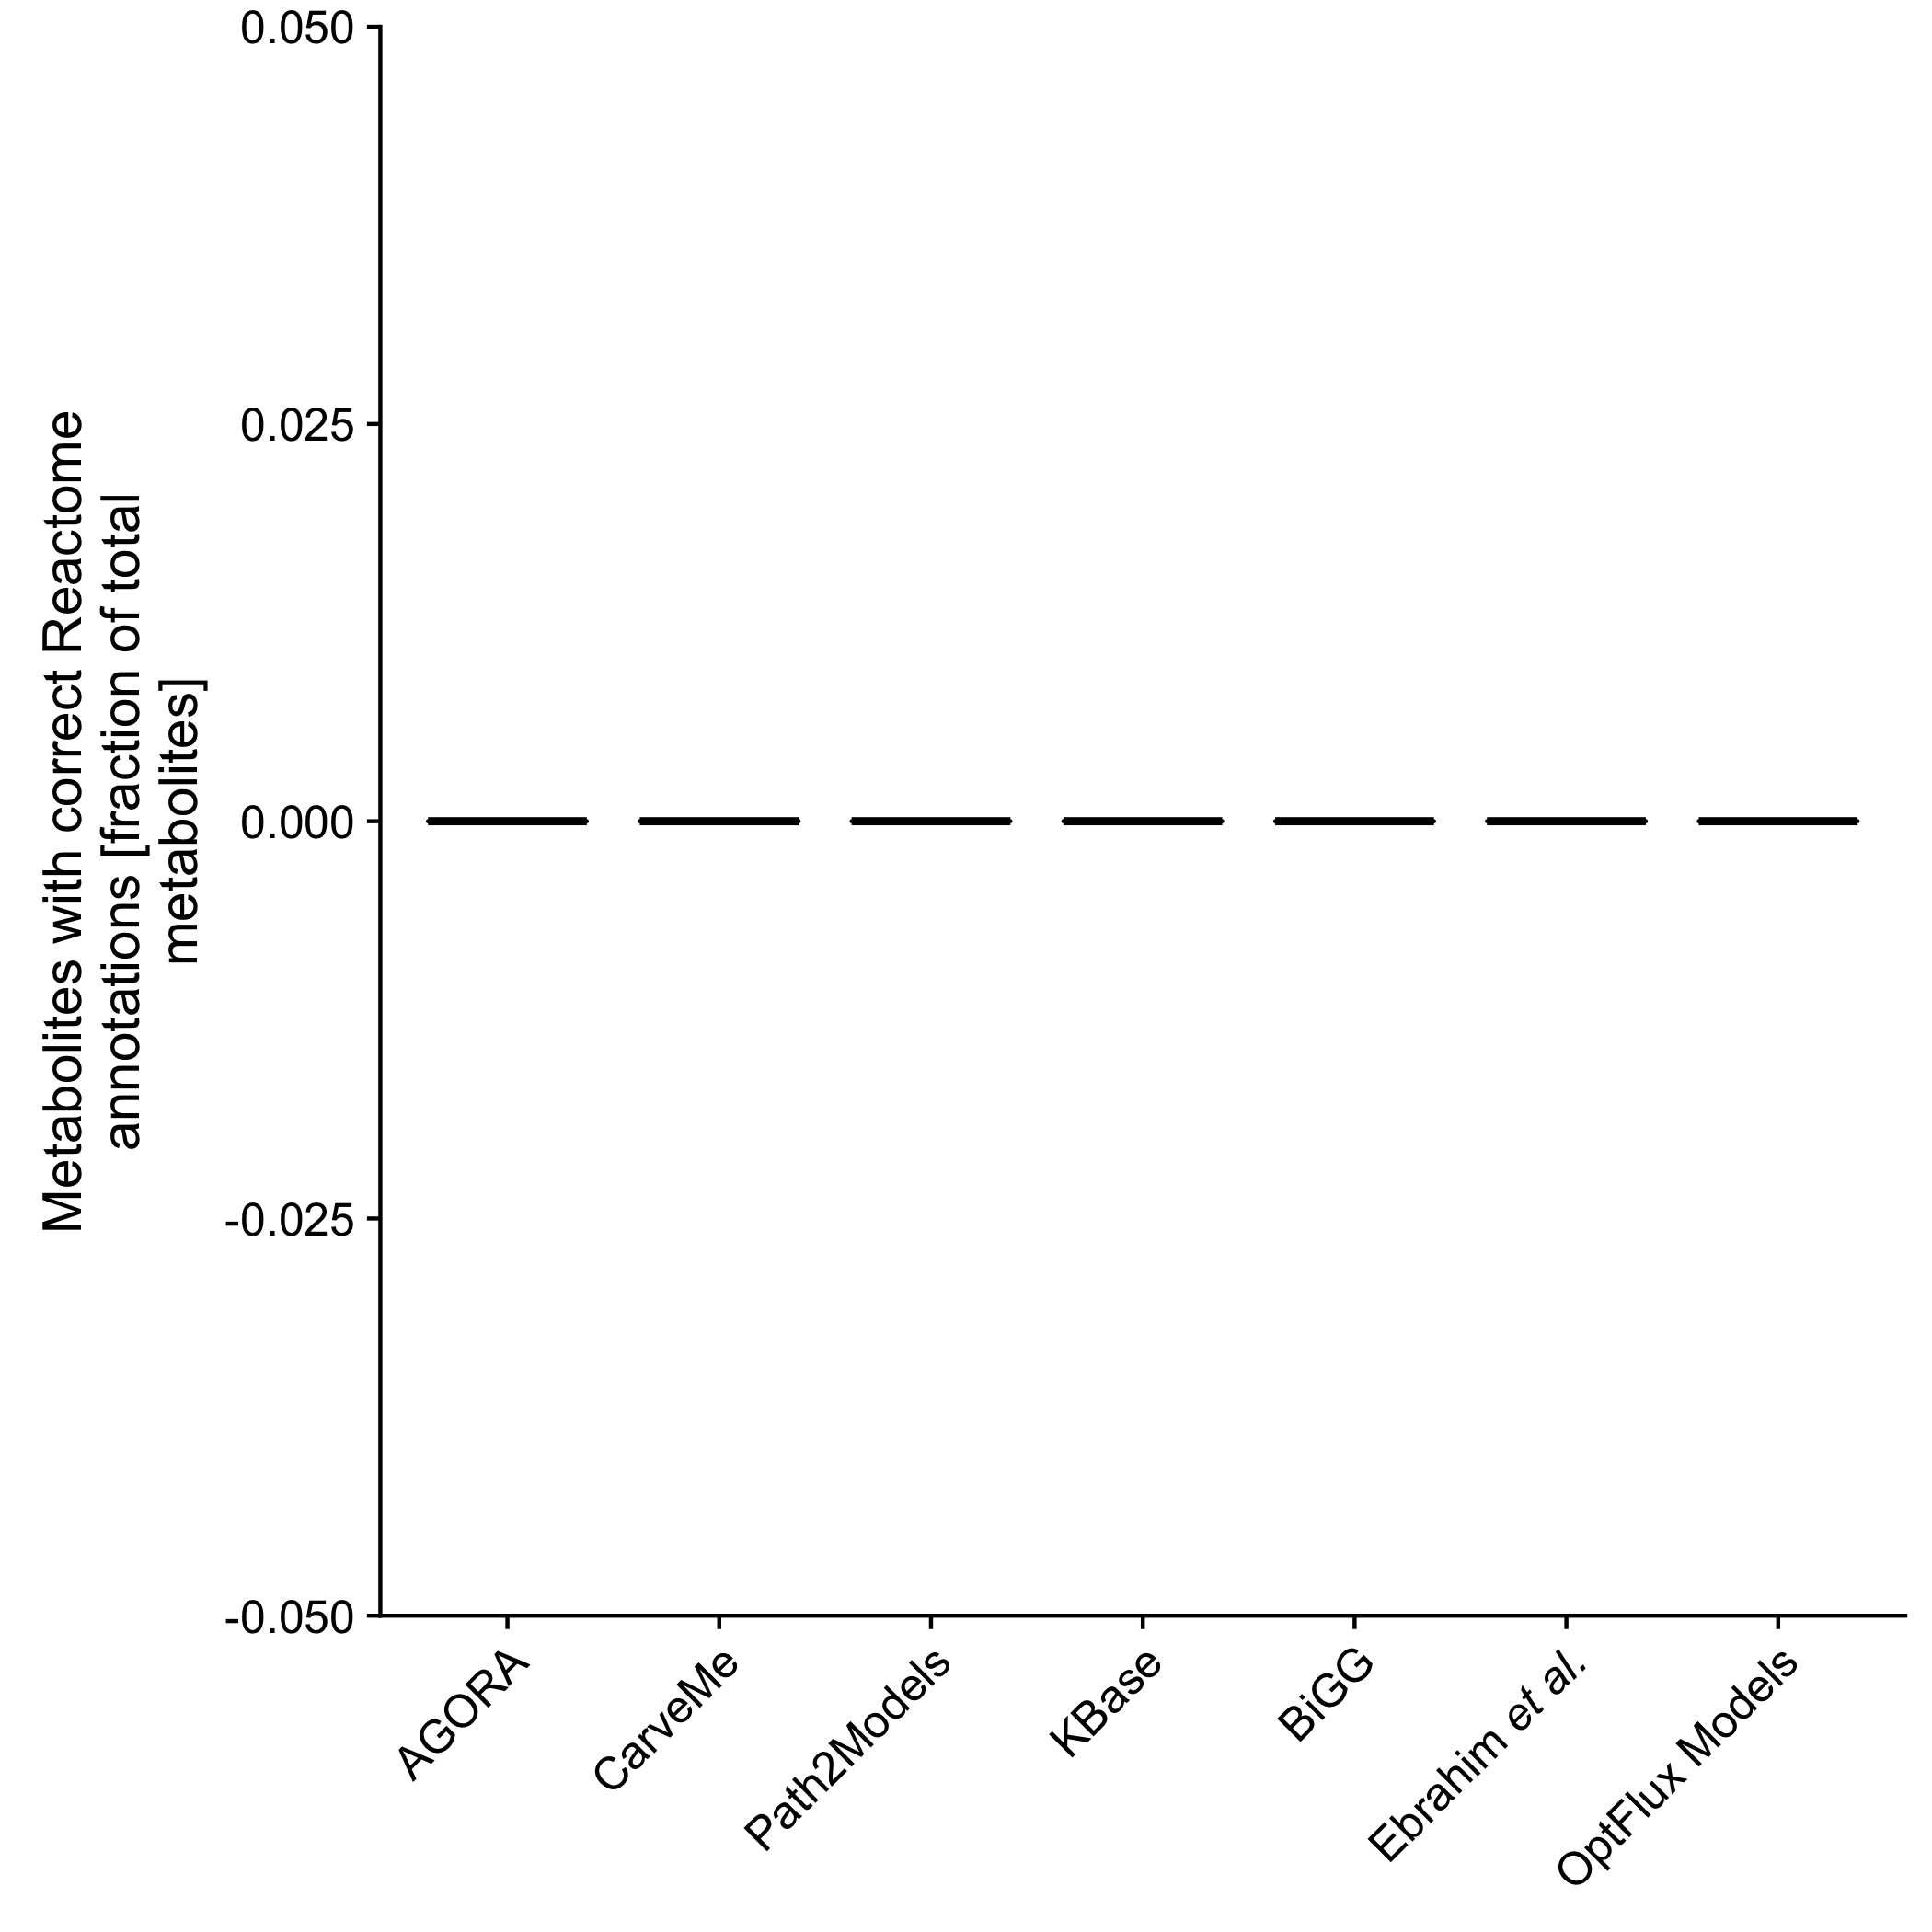 Metabolites with correct Reactome
annotations [fraction of total
metabolites]
0.050
0.025
0.000
-0.025
-0.050
AGORA
CarveMe
Path2Models
KBase
BiGG
Ebrahim et al.
OptFlux Models